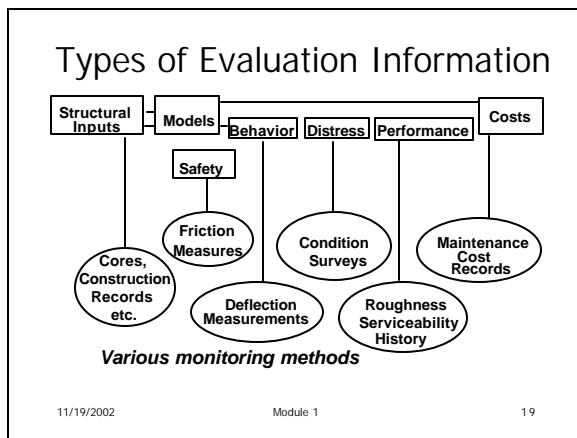 Types of Evaluation Information
Structural
Inputs
Models
Behavior
Distress
Performance
Costs
Safety
Friction
Measures
Cores,
Construction
Records
etc.
Condition
Surveys
Maintenance
Cost
Records
Deflection
Measurements
Roughness
Serviceability
History
Various monitoring methods
11/19/2002
Module 1
19